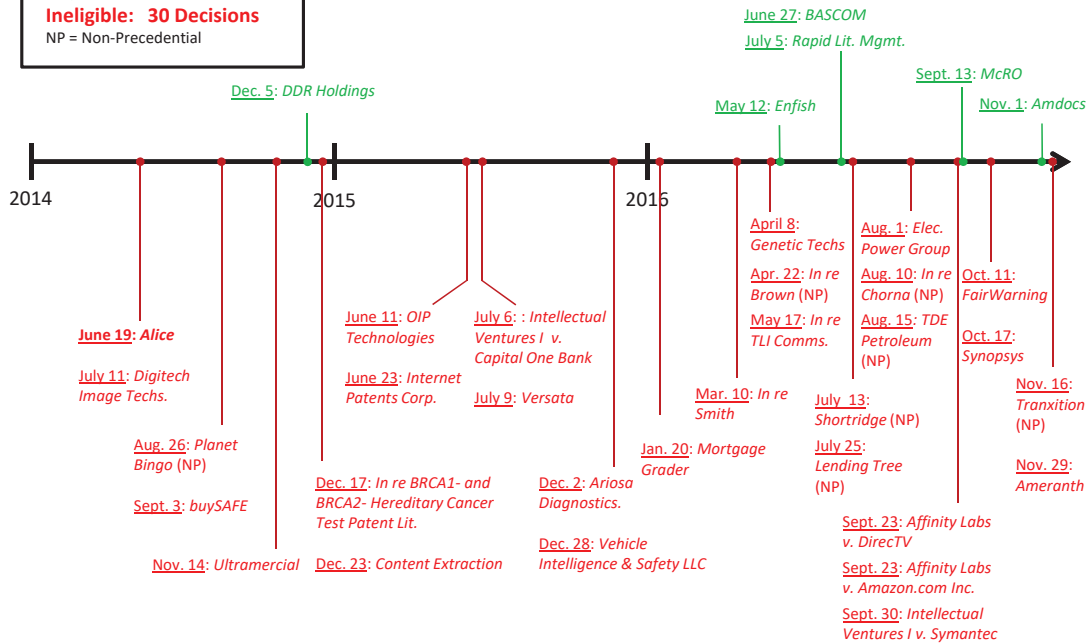 Ineligible: 30 Decisions
NP = Non-Precedential
June 27: BASCOM
July 5: Rapid Lit. Mgmt.
Sept. 13: McRO
Dec. 5: DDR Holdings
May 12: Enfish
Nov. 1: Amdocs
2014
2015
2016
June 19: Alice
July 11: Digitech
Image Techs.
Aug. 26: Planet
Bingo (NP)
Sept. 3: buySAFE
Nov. 14: Ultramercial
Dec. 17: In re BRCA1- and
BRCA2- Hereditary Cancer
Test Patent Lit.
Dec. 23: Content Extraction
June 11: OIP
Technologies
June 23: Internet
Patents Corp.
July 6: : Intellectual
Ventures I v.
Capital One Bank
July 9: Versata
Dec. 2: Ariosa
Diagnostics.
Dec. 28: Vehicle
Intelligence & Safety LLC
Jan. 20: Mortgage
Grader
Mar. 10: In re
Smith
April 8:
Genetic Techs
Apr. 22: In re
Brown (NP)
May 17: In re
TLI Comms.
July 13:
Shortridge (NP)
July 25:
Lending Tree
(NP)
Aug. 1: Elec.
Power Group
Aug. 10: In re
Chorna (NP)
Aug. 15: TDE
Petroleum
(NP)
Sept. 23: Affinity Labs
v. DirecTV
Sept. 23: Affinity Labs
v. Amazon.com Inc.
Sept. 30: Intellectual
Ventures I v. Symantec
Oct. 11:
FairWarning
Oct. 17:
Synopsys
Nov. 16:
Tranxition
(NP)
Nov. 29:
Ameranth